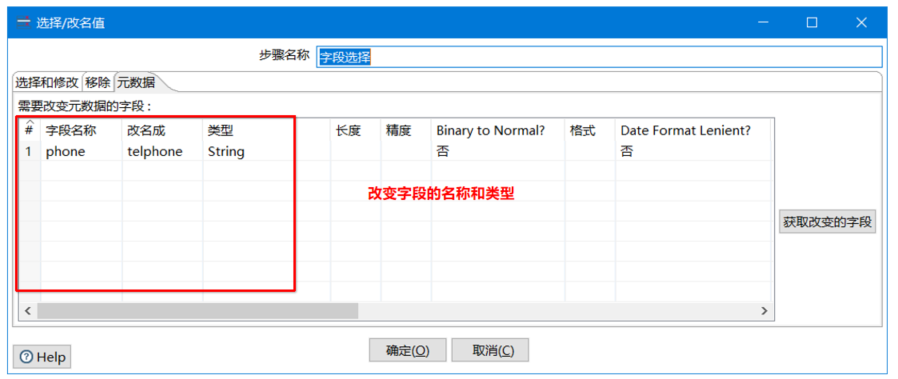 选择/改名值
步骤名称 字段选择
选择和修改 移除 元数据
需要改变元数据的字段：
# 字段名称 改名成 类型 长度 精度 Binary to Normal? 格式 Date Format Lenient?
1 phone telphone String 否 否
改变字段的名称和类型
获取改变的字段
Help 确定(O) 取消(C)